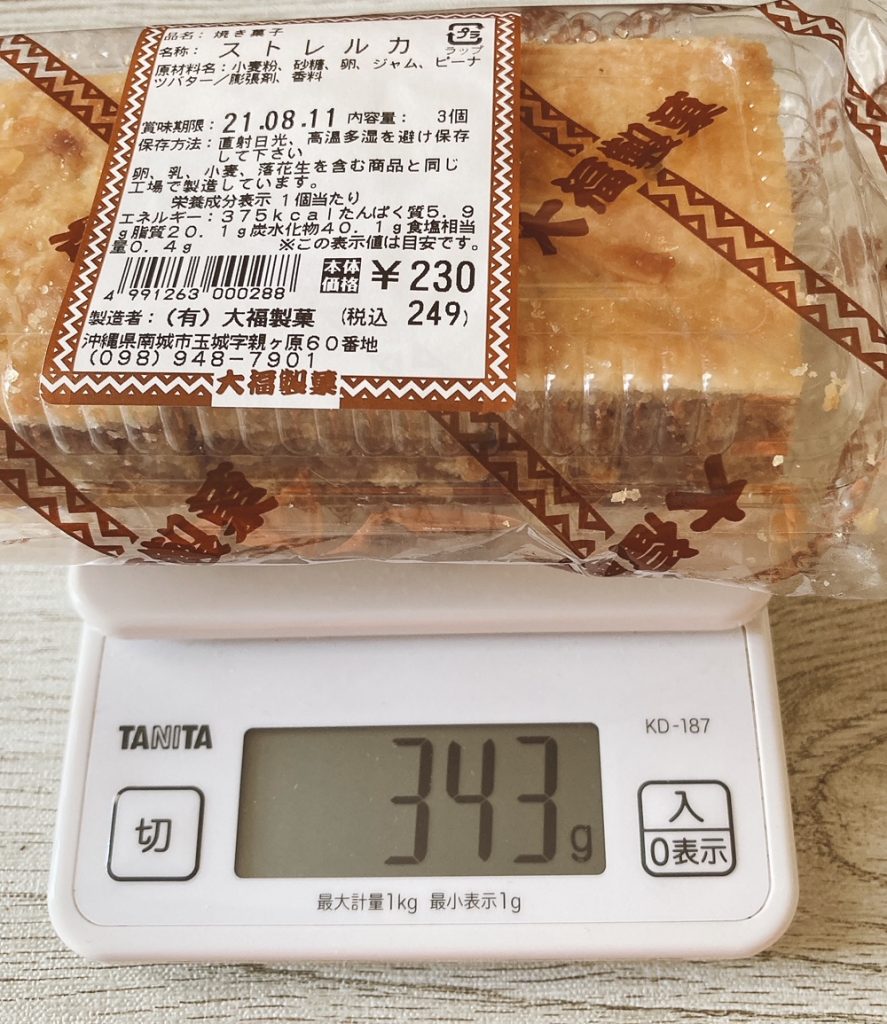 品名: 焼き菓子
名称: ストレルカ
プラ
ラップ
原材料名:小麦粉、砂糖、卵、ジャム、ピーナ
ツバター/膨張剤、香料
賞味期限: 21.08.11 内容量: 3個
保存方法:直射日光、高温多湿を避け保存
して下さい
卵、乳、小麦、落花生を含む商品と同じ
工場で製造しています。
栄養成分表示 1個当たり
エネルギー:375kcalたんぱく質5.9
g脂質20.1g炭水化物40.1g食塩相当
量0.4g ※この表示値は目安です。
4 991263 000288
本体
価格 ¥230
製造者:(有)大福製菓 (税込 249)
沖縄県南城市玉城字親ヶ原60番地
(098)948-7901
大福製菓
大福製菓
大福製菓
TANITA
KD-187
343g
切
入
0表示
最大計量1kg 最小表示1g